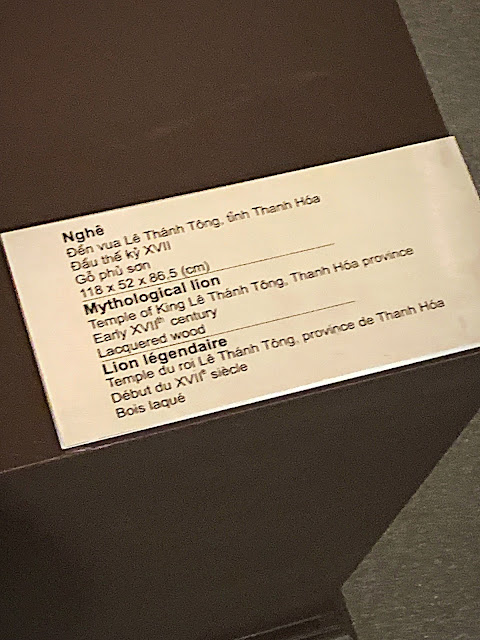 Nghê
Đền vua Lê Thánh Tông, tỉnh Thanh Hóa
Đầu thế kỷ XVII
Gỗ phủ sơn
118 x 52 x 86.5 (cm)
Mythological lion
Temple of King Lê Thánh Tông, Thanh Hóa province
Early XVIIth century
Lacquered wood
Lion légendaire
Temple du roi Lê Thánh Tông, province de Thanh Hóa
Début du XVIIe siècle
Bois laqué